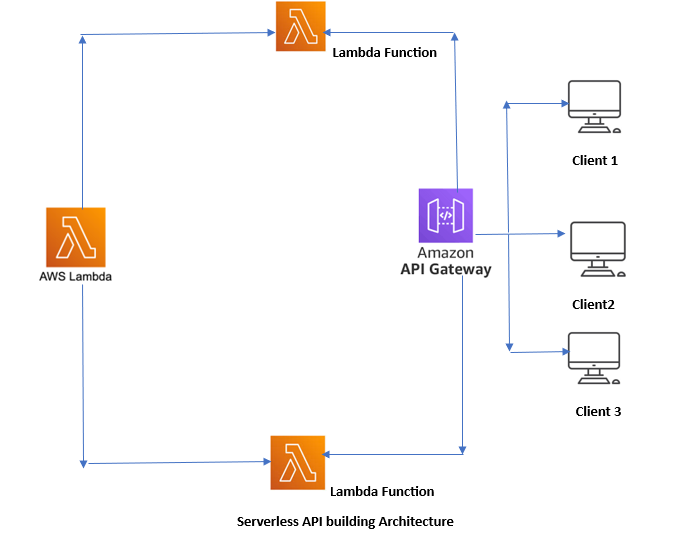 Lambda Function
Client 1
AWS Lambda
Amazon
API Gateway
Client2
Client 3
Lambda Function
Serverless API building Architecture